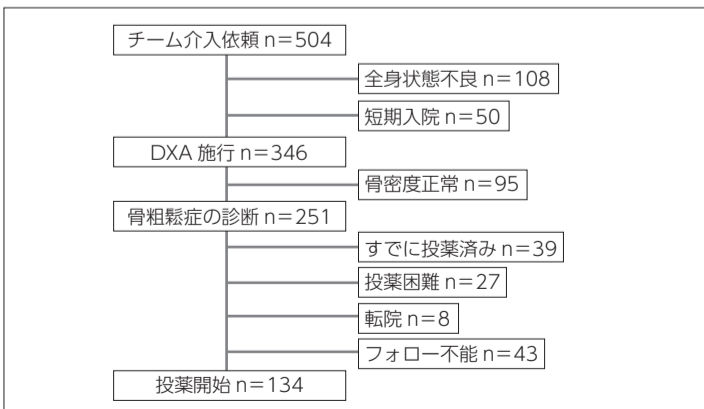 チーム介入依頼 n＝504
全身状態不良 n＝108
短期入院 n＝50
DXA 施行 n＝346
骨密度正常 n＝95
骨粗鬆症の診断 n＝251
すでに投薬済み n＝39
投薬困難 n＝27
転院 n＝8
フォロー不能 n＝43
投薬開始 n＝134